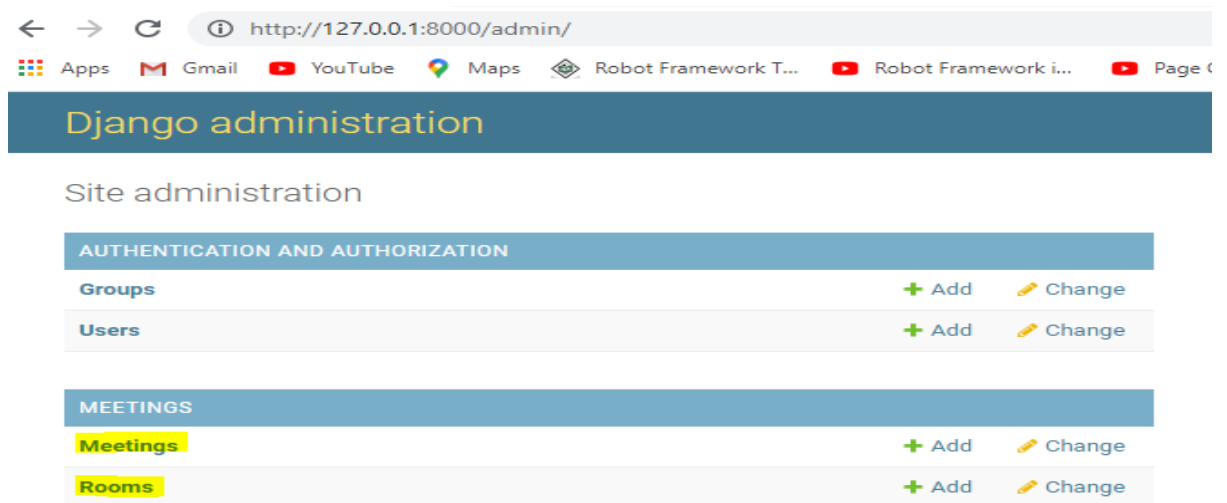 http://127.0.0.1:8000/admin/
Apps Gmail YouTube Maps Robot Framework T... Robot Framework i... Page
Django administration
Site administration
AUTHENTICATION AND AUTHORIZATION
Groups Add Change
Users Add Change
MEETINGS
Meetings Add Change
Rooms Add Change